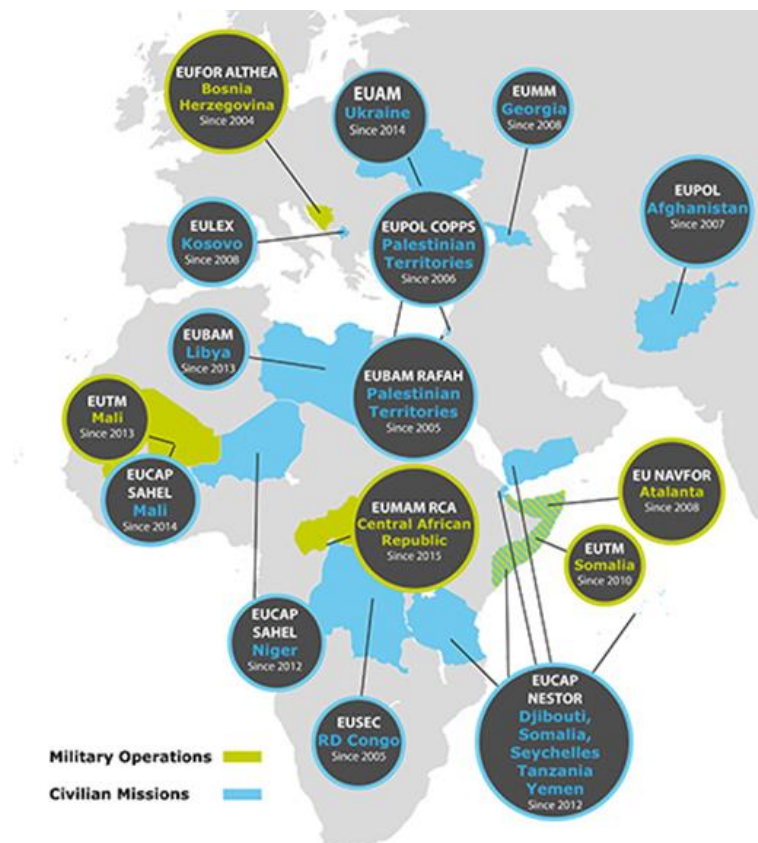 EUFOR ALTHEA
Bosnia
Herzegovina
Since 2004
EUAM
Ukraine
Since 2014
EUMM
Georgia
Since 2008
EUPOL
Afghanistan
Since 2007
EULEX
Kosovo
Since 2008
EUPOL COPPS
Palestinian
Territories
Since 2006
EUBAM
Libya
Since 2013
EUBAM RAFAH
Palestinian
Territories
Since 2005
EUTM
Mali
Since 2013
EUCAP
SAHEL
Mali
Since 2014
EUMAM RCA
Central African
Republic
Since 2015
EU NAVFOR
Atalanta
Since 2008
EUTM
Somalia
Since 2010
EUCAP
SAHEL
Niger
Since 2012
EUSEC
RD Congo
Since 2005
EUCAP
NESTOR
Djibouti,
Somalia,
Seychelles
Tanzania
Yemen
Since 2012
Military Operations
Civilian Missions